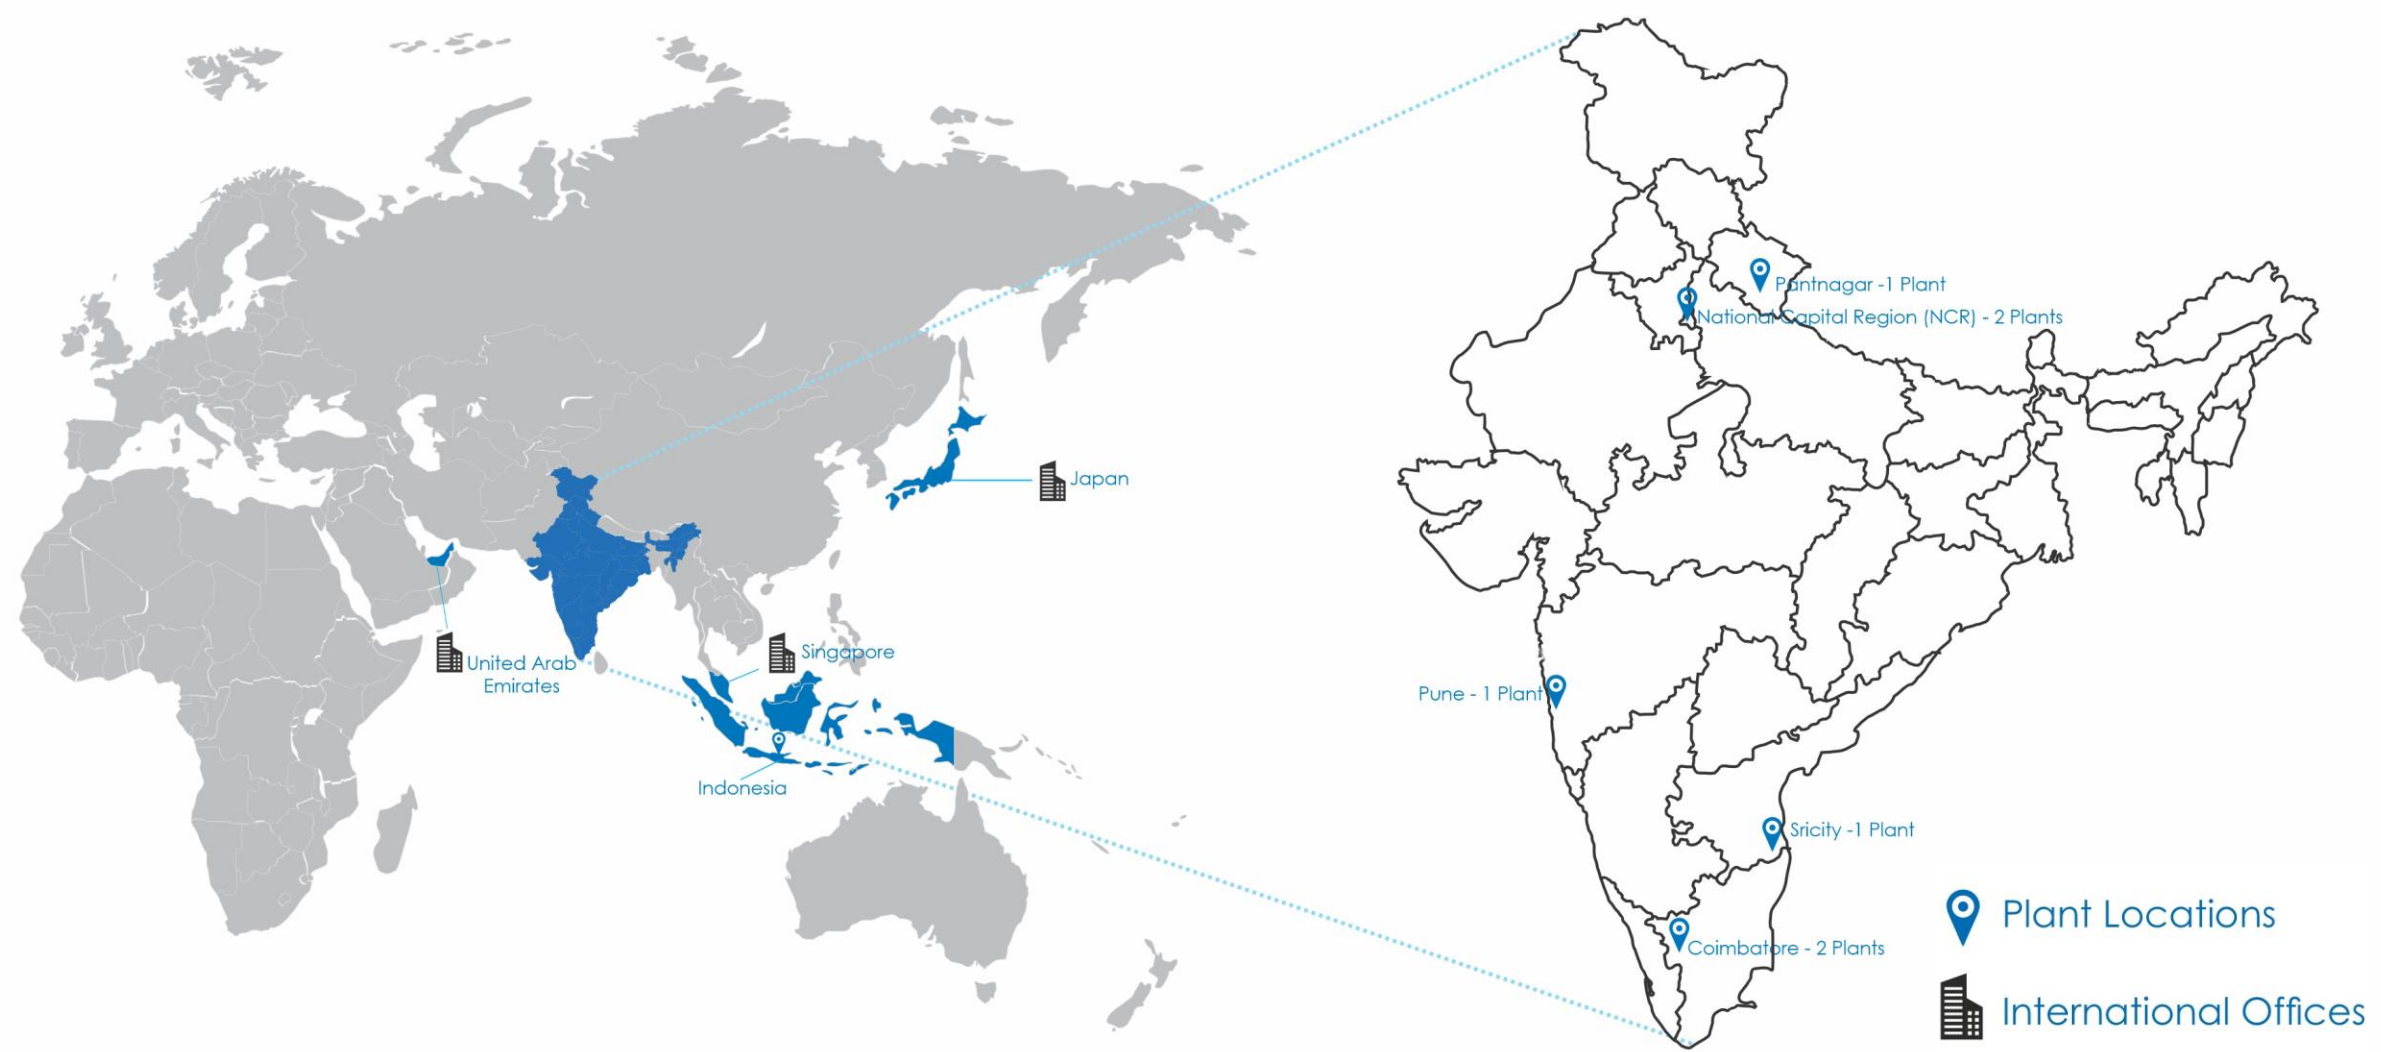 Japan
United Arab
Emirates
Singapore
Indonesia
Pantnagar -1 Plant
National Capital Region (NCR) - 2 Plants
Pune - 1 Plant
Sricity -1 Plant
Coimbatore - 2 Plants
Plant Locations
International Offices